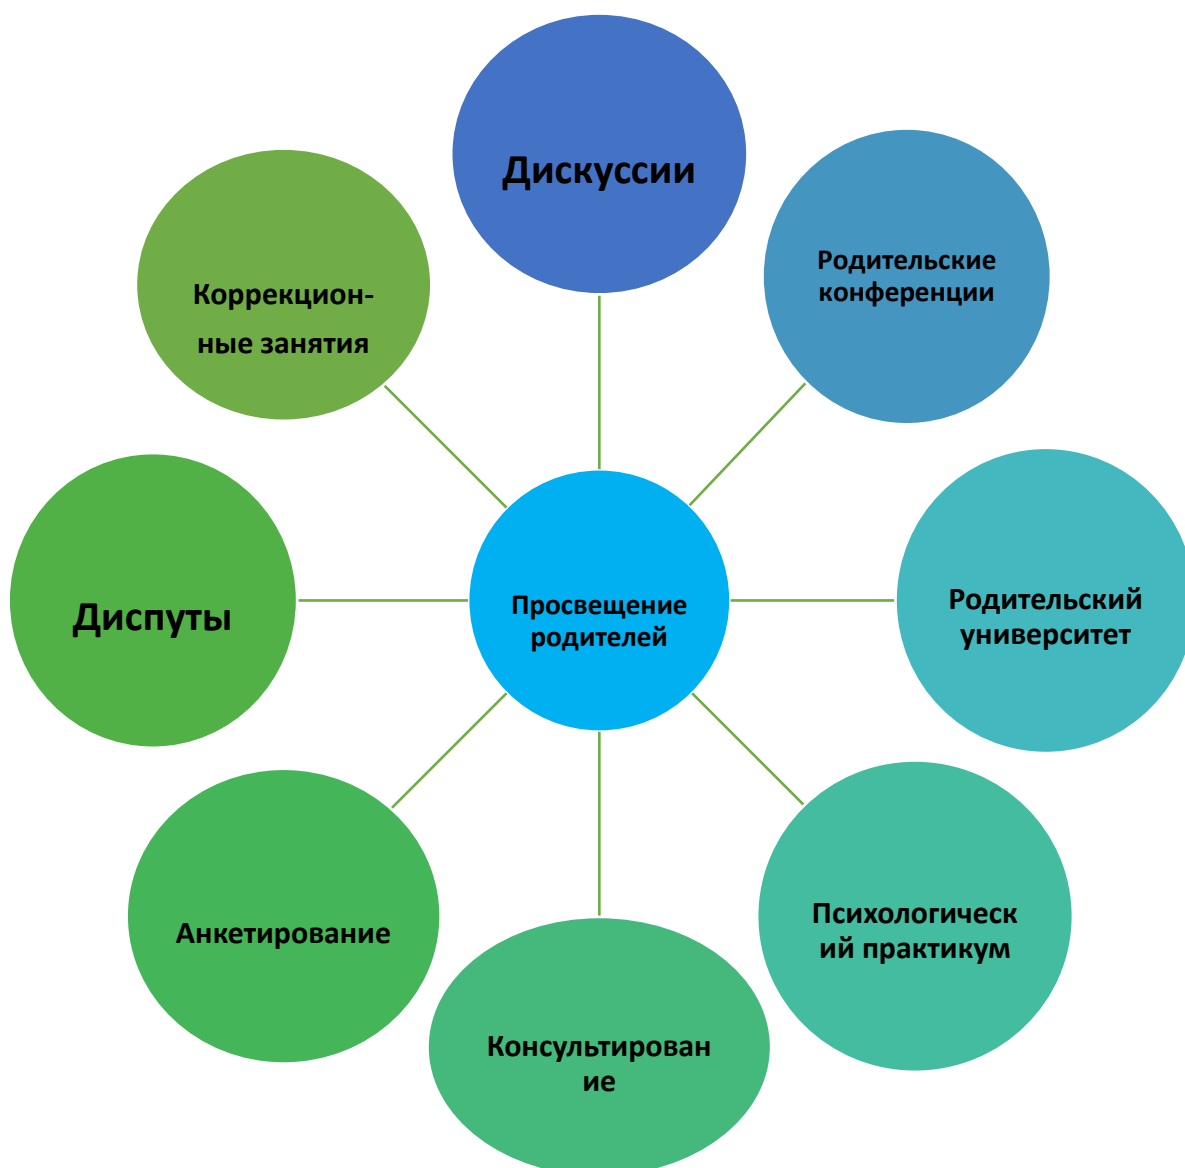 Дискуссии
Родительские
конференции
Коррекцион-
ные занятия
Родительский
университет
Просвещение
родителей
Диспуты
Психологическ
ий практикум
Анкетирование
Консультирован
ие